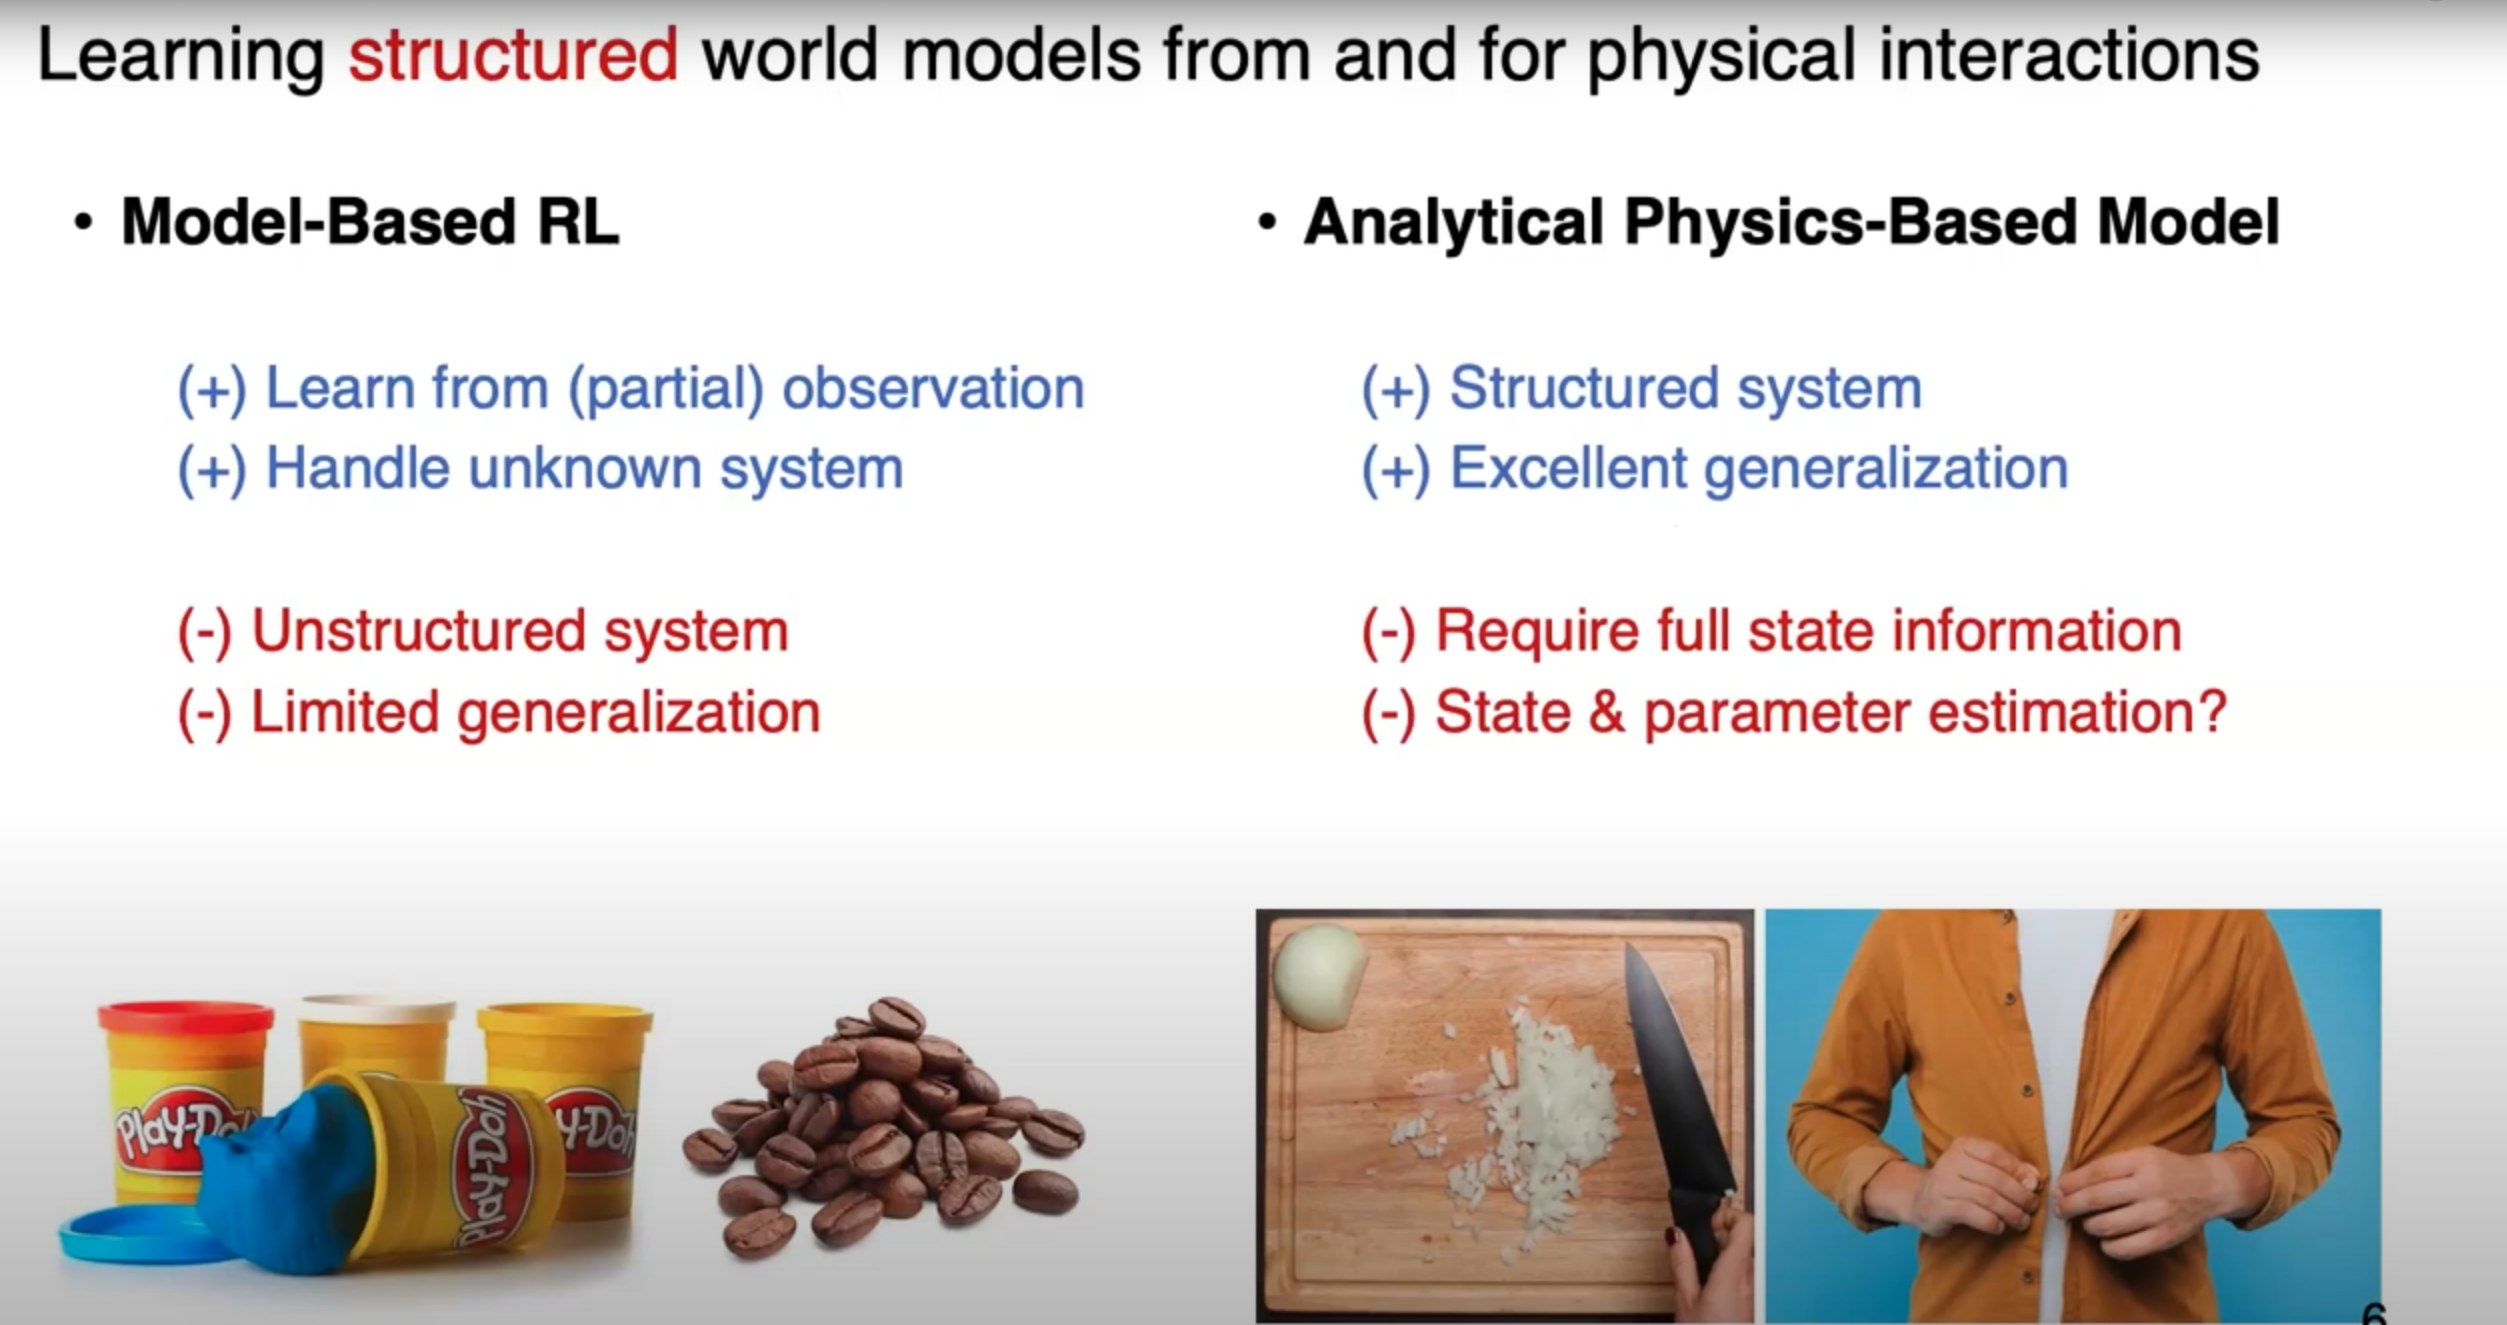 Learning structured world models from and for physical interactions
• Model-Based RL
(+) Learn from (partial) observation
(+) Handle unknown system
(-) Unstructured system
(-) Limited generalization
• Analytical Physics-Based Model
(+) Structured system
(+) Excellent generalization
(-) Require full state information
(-) State & parameter estimation?
Play-Do
Play-Doh
y-Doh
6